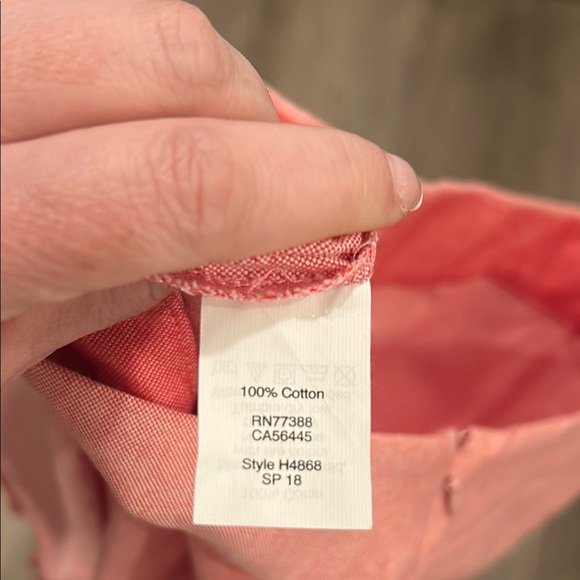 100% Cotton
RN77388
CA56445
Style H4868
SP 18